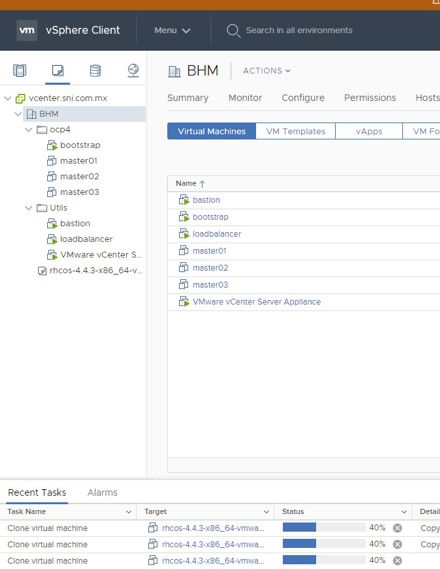 vm vSphere Client Menu Search in all environments
BHM ACTIONS
Summary Monitor Configure Permissions Hosts
Virtual Machines VM Templates vApps VM Fo
vcenter.sni.com.mx
BHM
ocp4
bootstrap
master01
master02
master03
Utils
bastion
loadbalancer
VMware vCenter S...
rhcos-4.4.3-x86_64-v...
Name ↑
bastion
bootstrap
loadbalancer
master01
master02
master03
VMware vCenter Server Appliance
Recent Tasks Alarms
Task Name Target Status Detail
Clone virtual machine rhcos-4.4.3-x86_64-vmwa... 40% Copy
Clone virtual machine rhcos-4.4.3-x86_64-vmwa... 40% Copy
Clone virtual machine rhcos-4.4.3-x86_64-vmwa... 40%